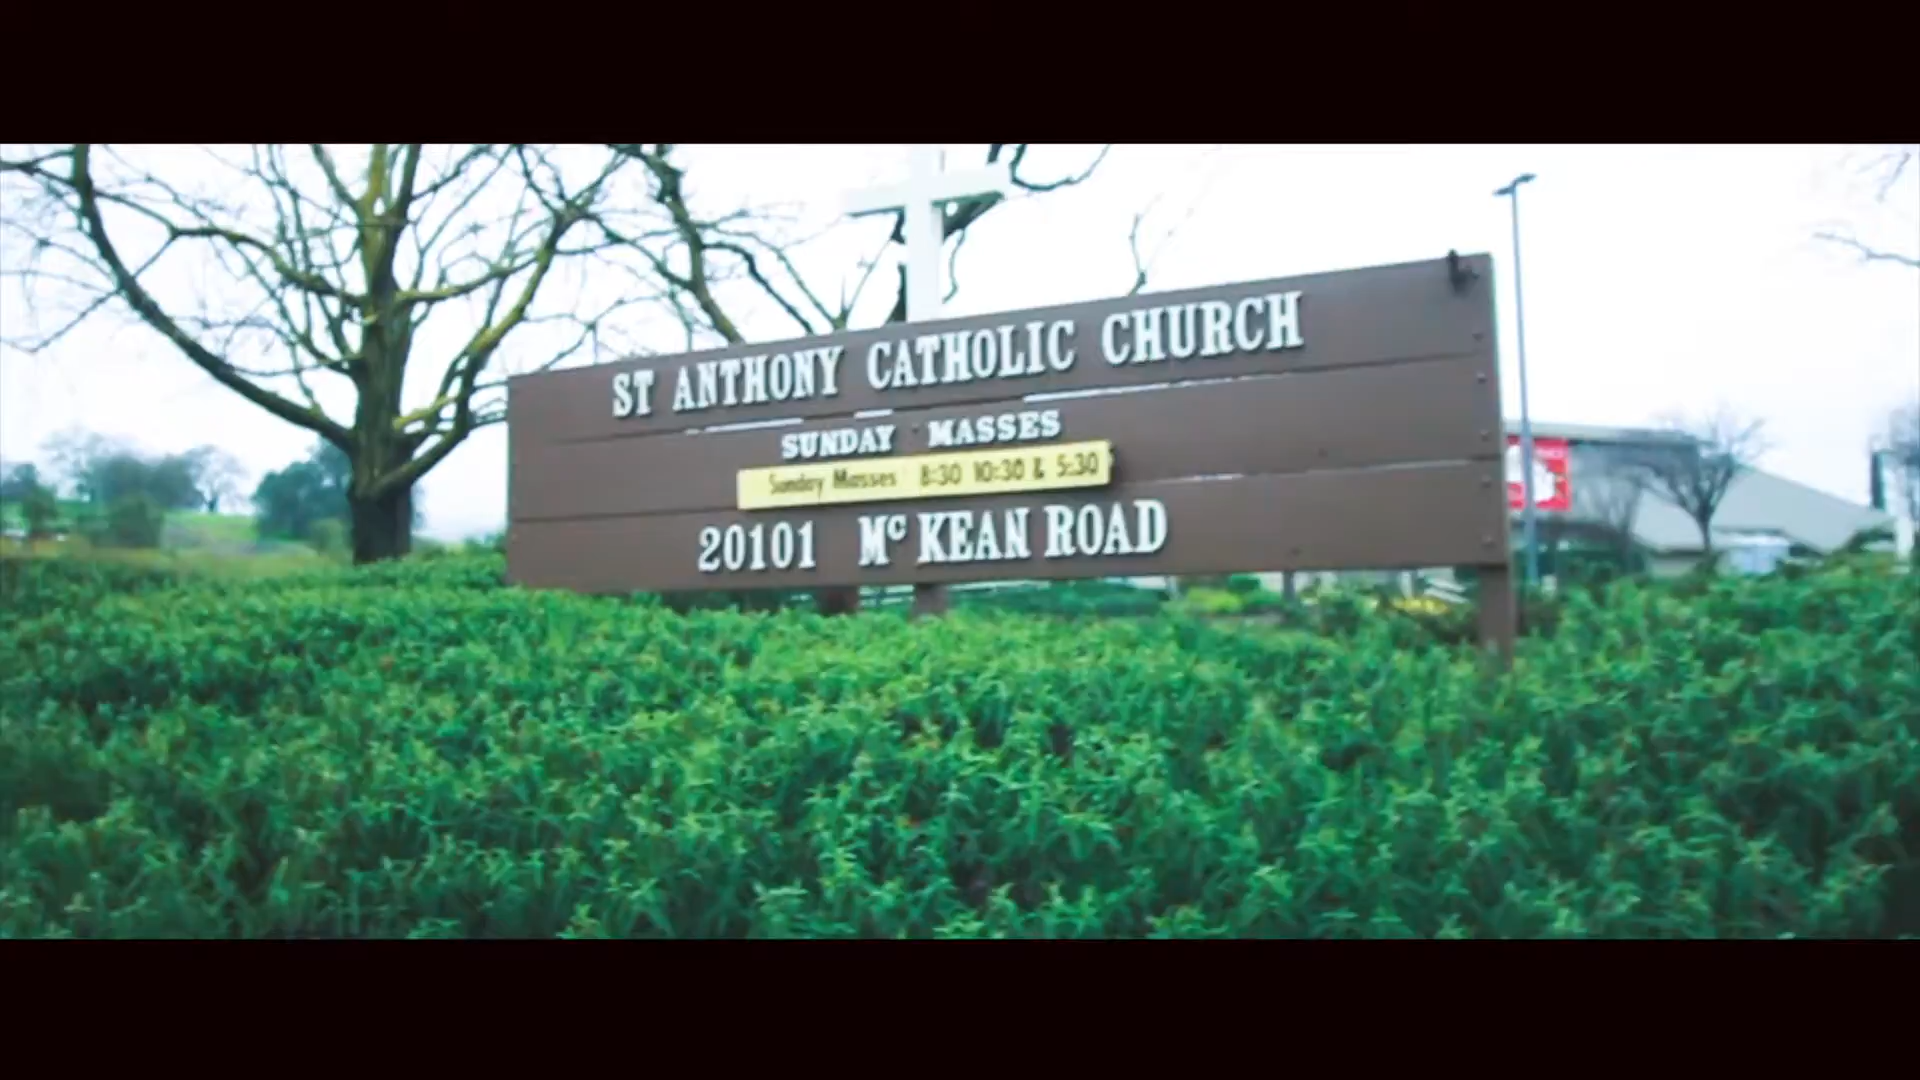 ST ANTHONY CATHOLIC CHURCH
SUNDAY MASSES
Sunday Masses 8:30 10:30 & 5:30
20101 Mc KEAN ROAD